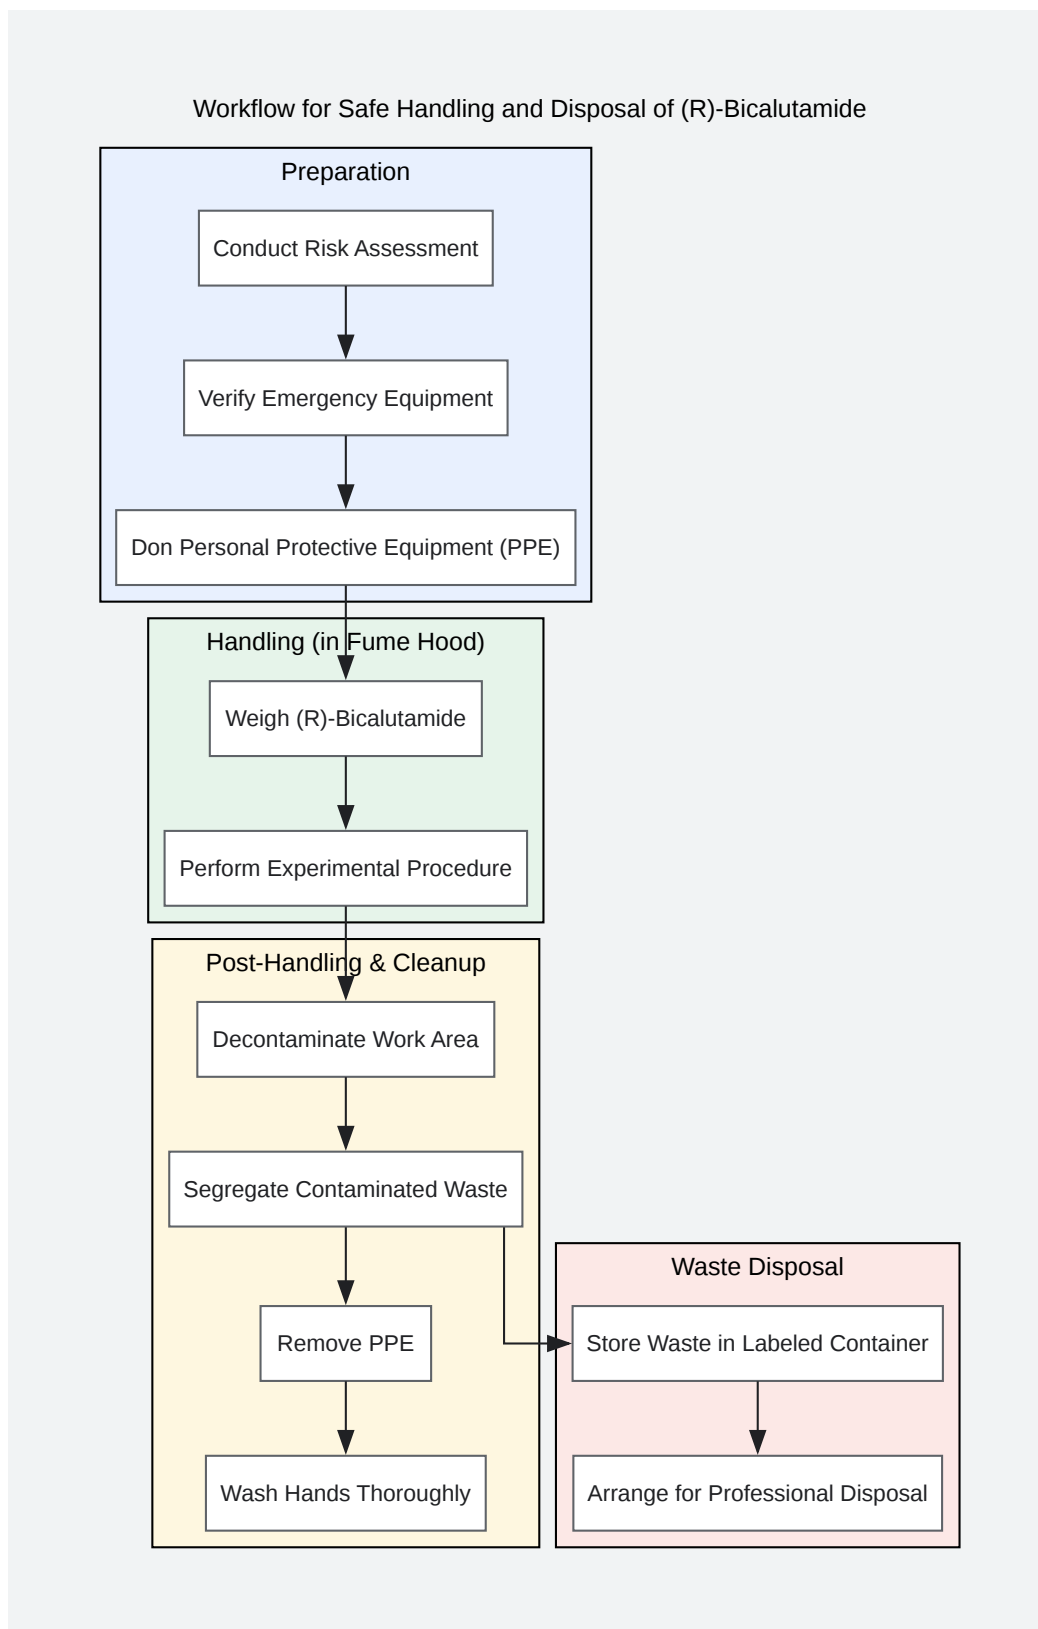 Workflow for Safe Handling and Disposal of (R)-Bicalutamide
Preparation
Conduct Risk Assessment
Verify Emergency Equipment
Don Personal Protective Equipment (PPE)
Handling (in Fume Hood)
Weigh (R)-Bicalutamide
Perform Experimental Procedure
Post-Handling & Cleanup
Decontaminate Work Area
Segregate Contaminated Waste
Remove PPE
Wash Hands Thoroughly
Waste Disposal
Store Waste in Labeled Container
Arrange for Professional Disposal